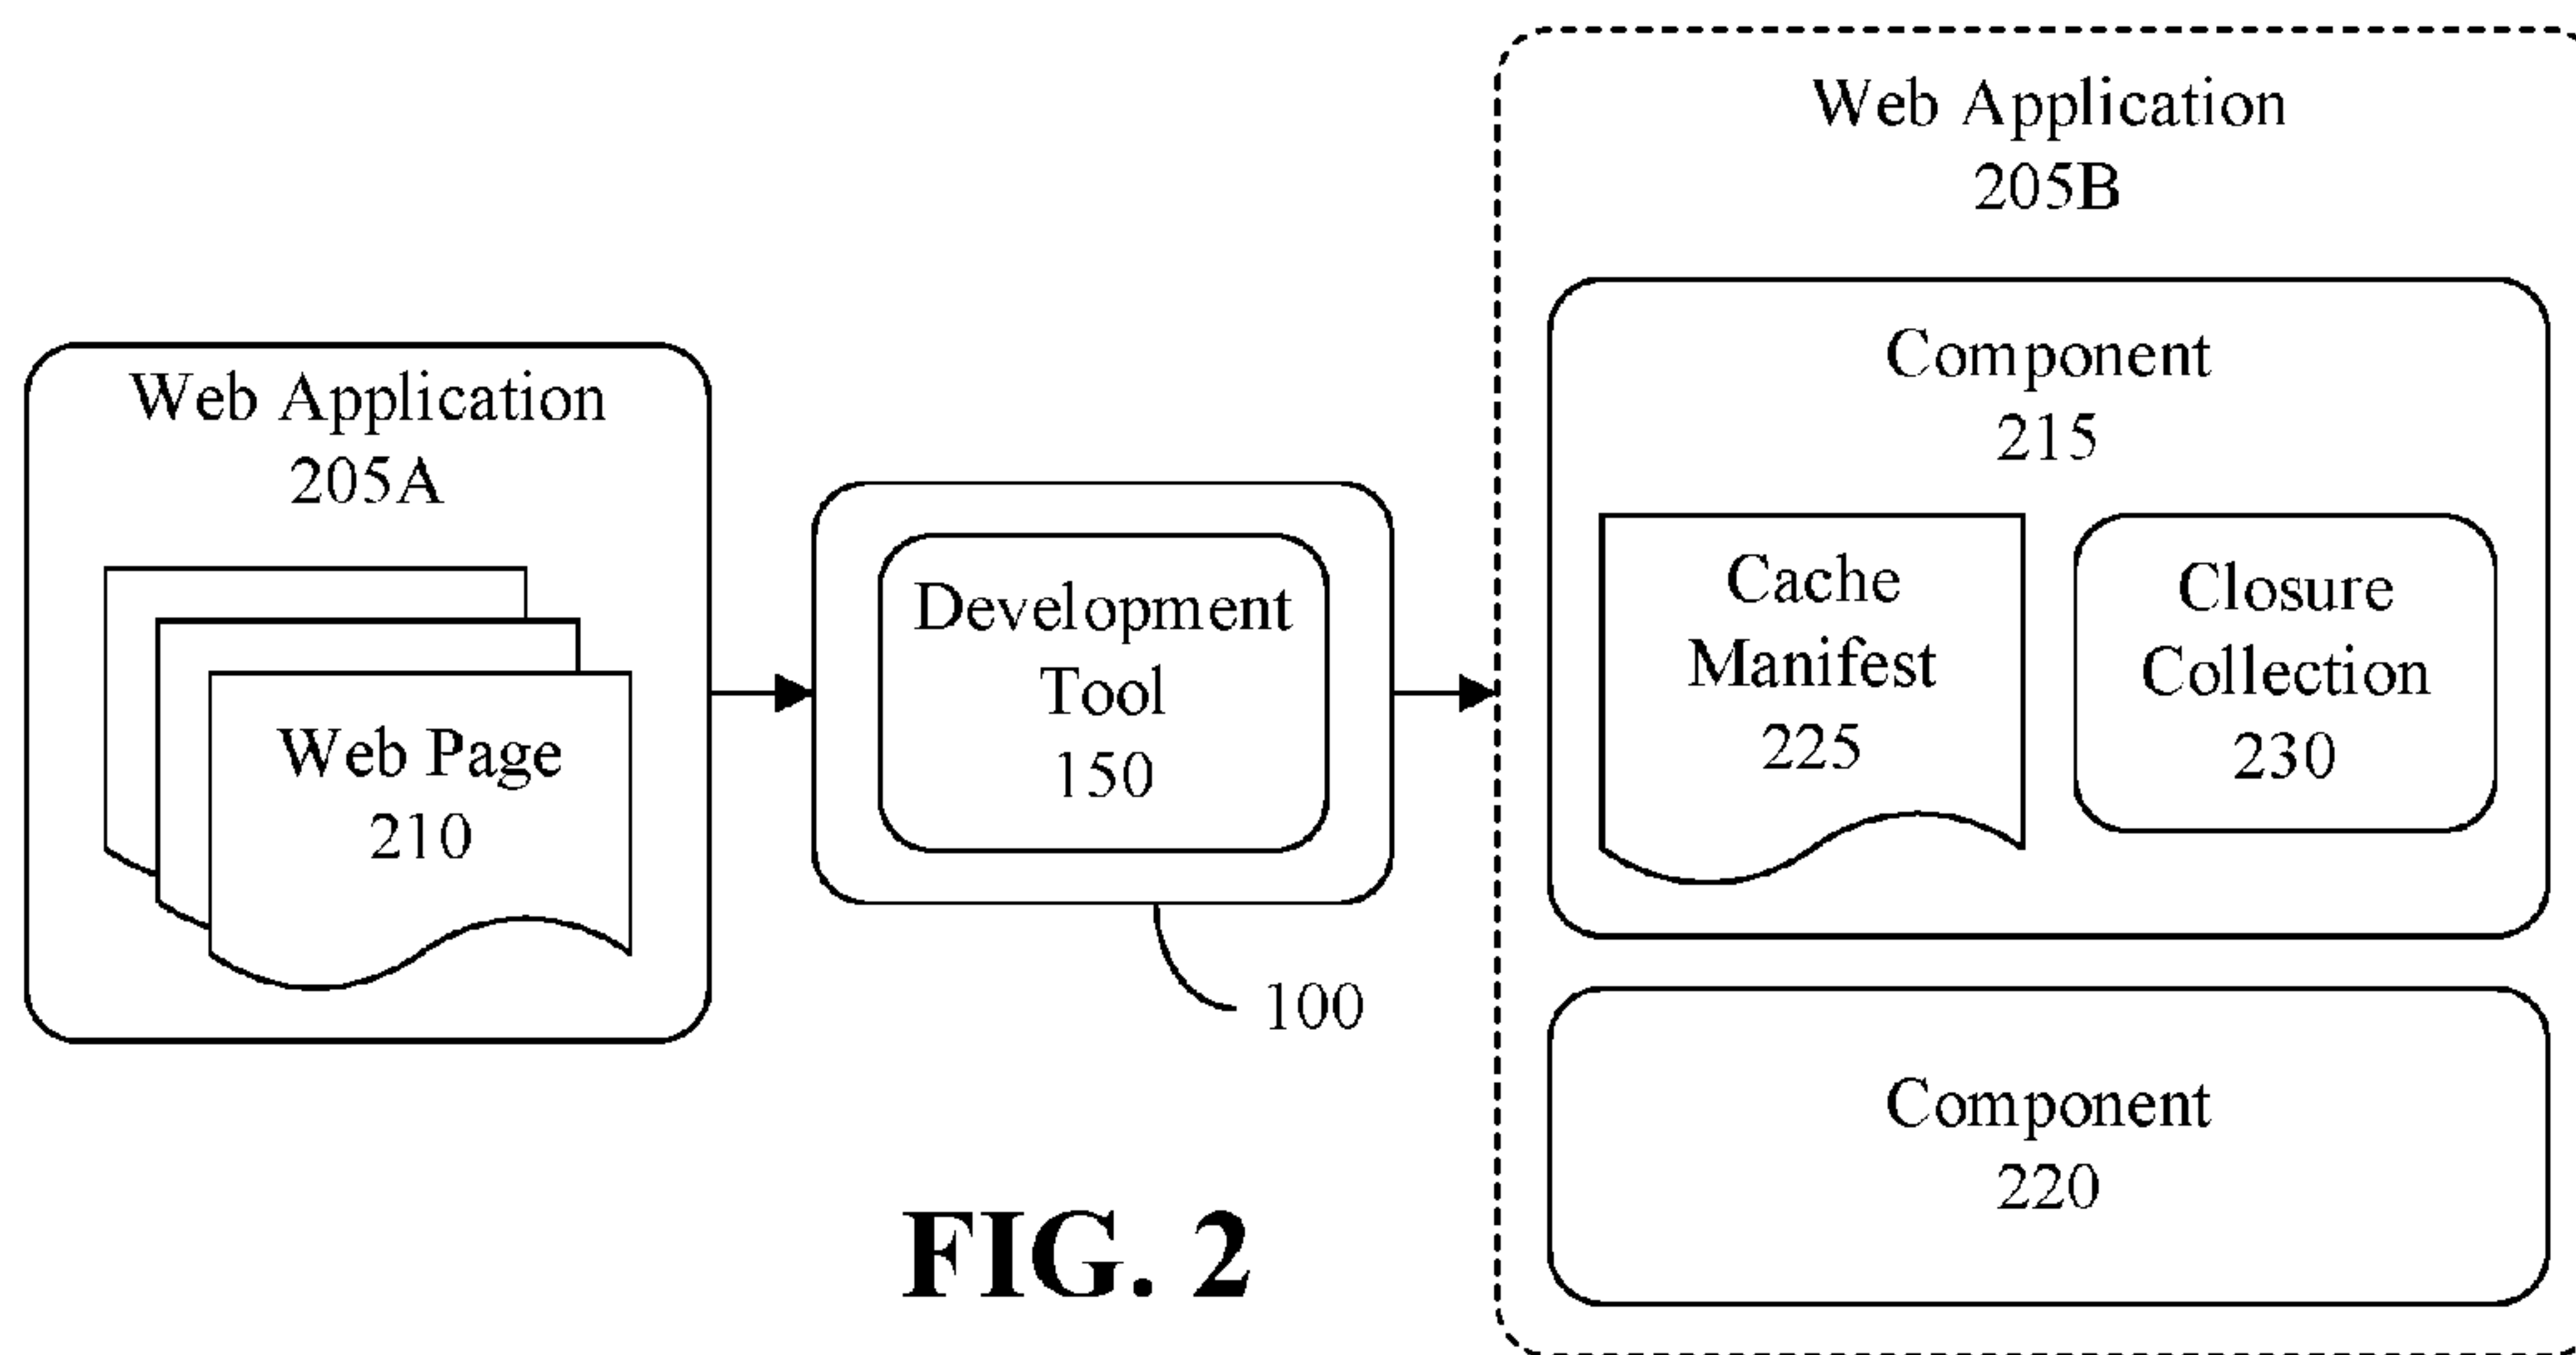 Web Application
205A
Web Page
210
Development
Tool
150
100
Web Application
205B
Component
215
Cache
Manifest
225
Closure
Collection
230
Component
220
FIG. 2